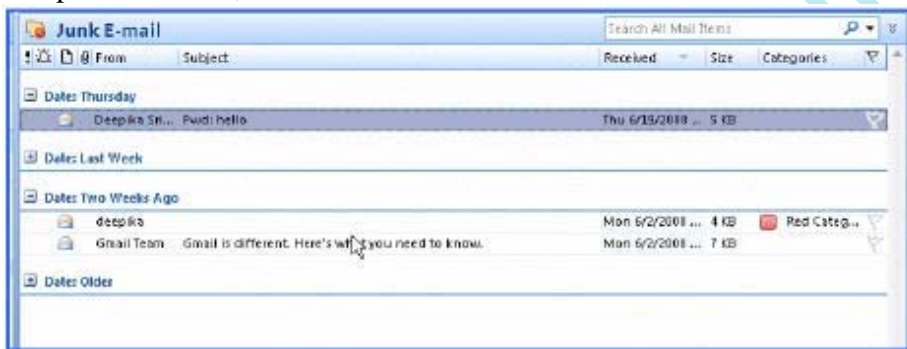 Junk E-mail Search All Mail Items
! From Subject Received Size Categories
Date: Thursday
Deepika Sri... Fwd: hello Thu 6/19/2008 ... 5 KB
Date: Last Week
Date: Two Weeks Ago
deepika Mon 6/2/2008 ... 4 KB Red Categ...
Gmail Team Gmail is different. Here's what you need to know. Mon 6/2/2008 ... 7 KB
Date: Older